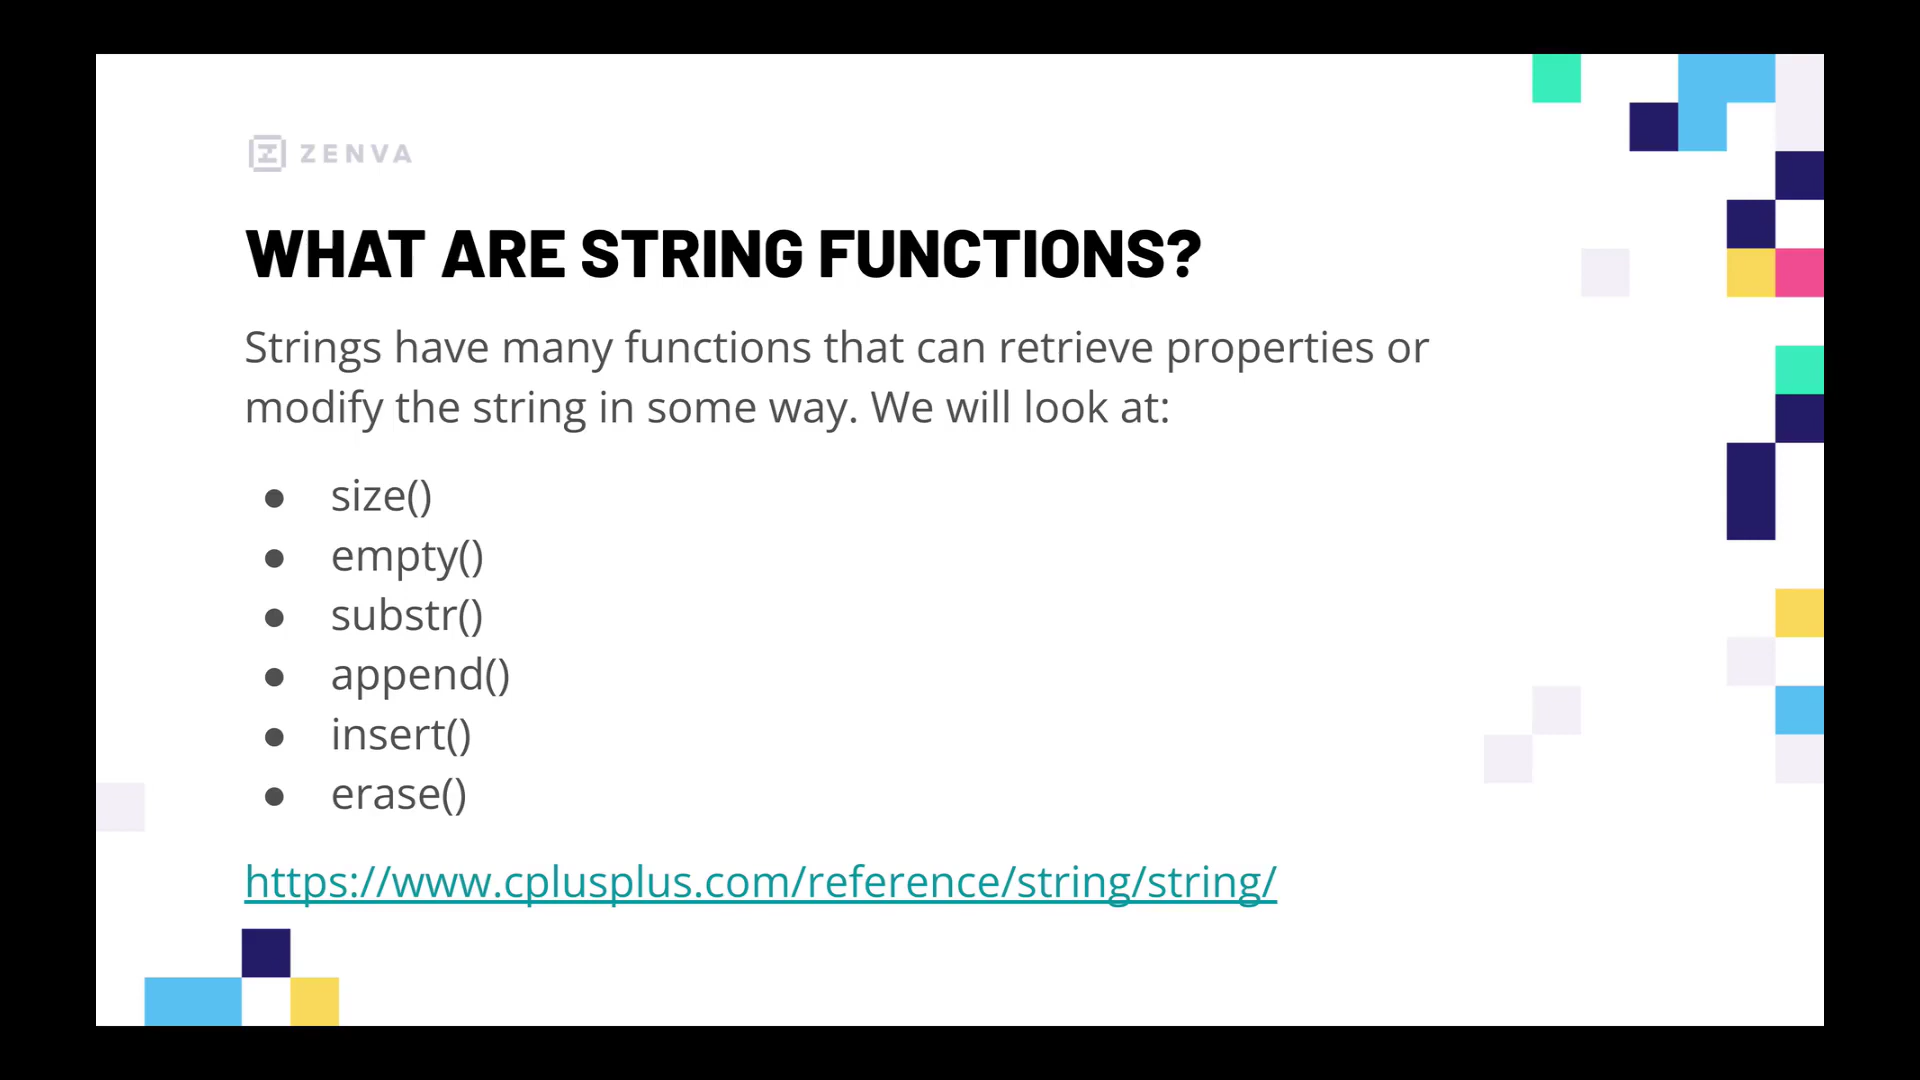 ZENVA
WHAT ARE STRING FUNCTIONS?
Strings have many functions that can retrieve properties or
modify the string in some way. We will look at:
● size()
● empty()
● substr()
● append()
● insert()
● erase()
https://www.cplusplus.com/reference/string/string/